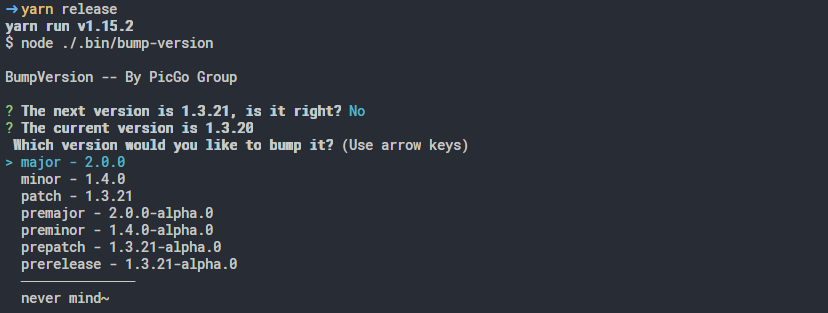 ➜ yarn release
yarn run v1.15.2
$ node ./.bin/bump-version
BumpVersion -- By PicGo Group
? The next version is 1.3.21, is it right? No
? The current version is 1.3.20
Which version would you like to bump it? (Use arrow keys)
> major - 2.0.0
minor - 1.4.0
patch - 1.3.21
premajor - 2.0.0-alpha.0
preminor - 1.4.0-alpha.0
prepatch - 1.3.21-alpha.0
prerelease - 1.3.21-alpha.0
──────────────
never mind~